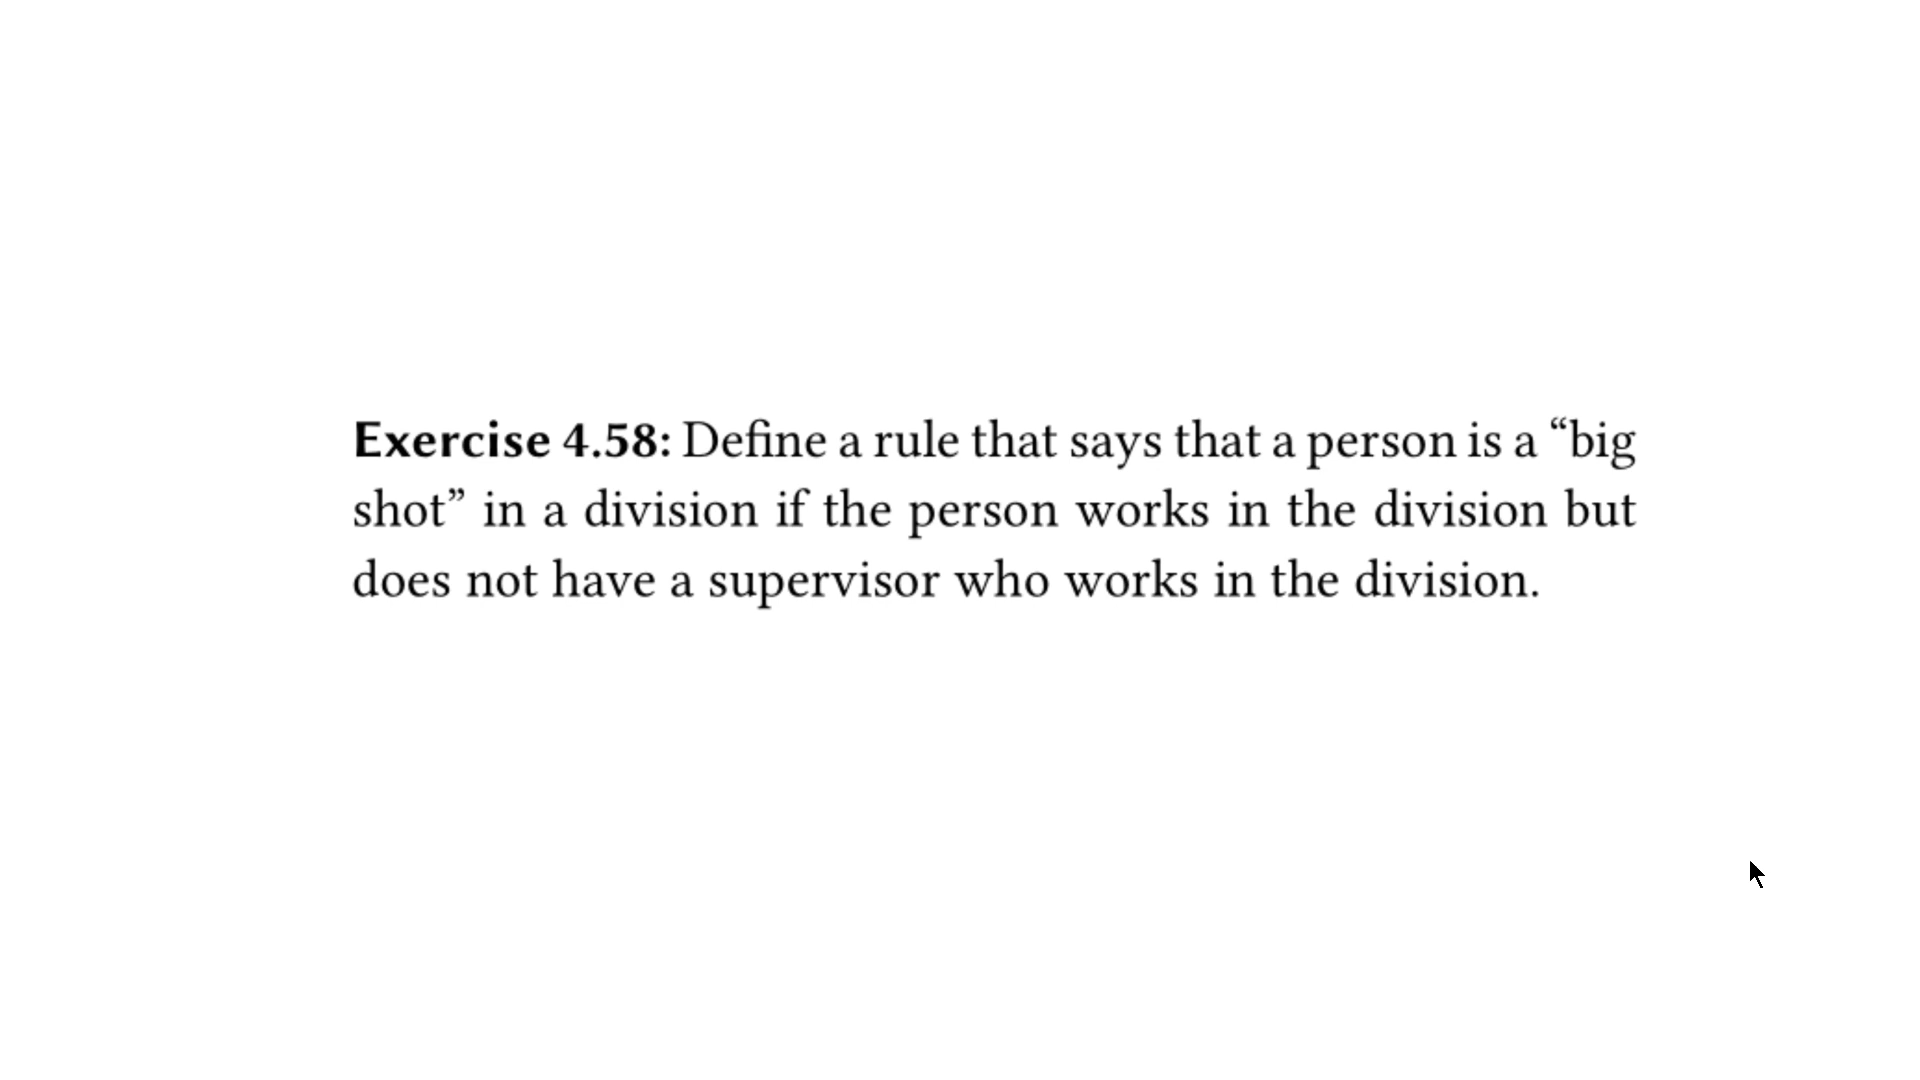 Exercise 4.58: Define a rule that says that a person is a “big
shot” in a division if the person works in the division but
does not have a supervisor who works in the division.